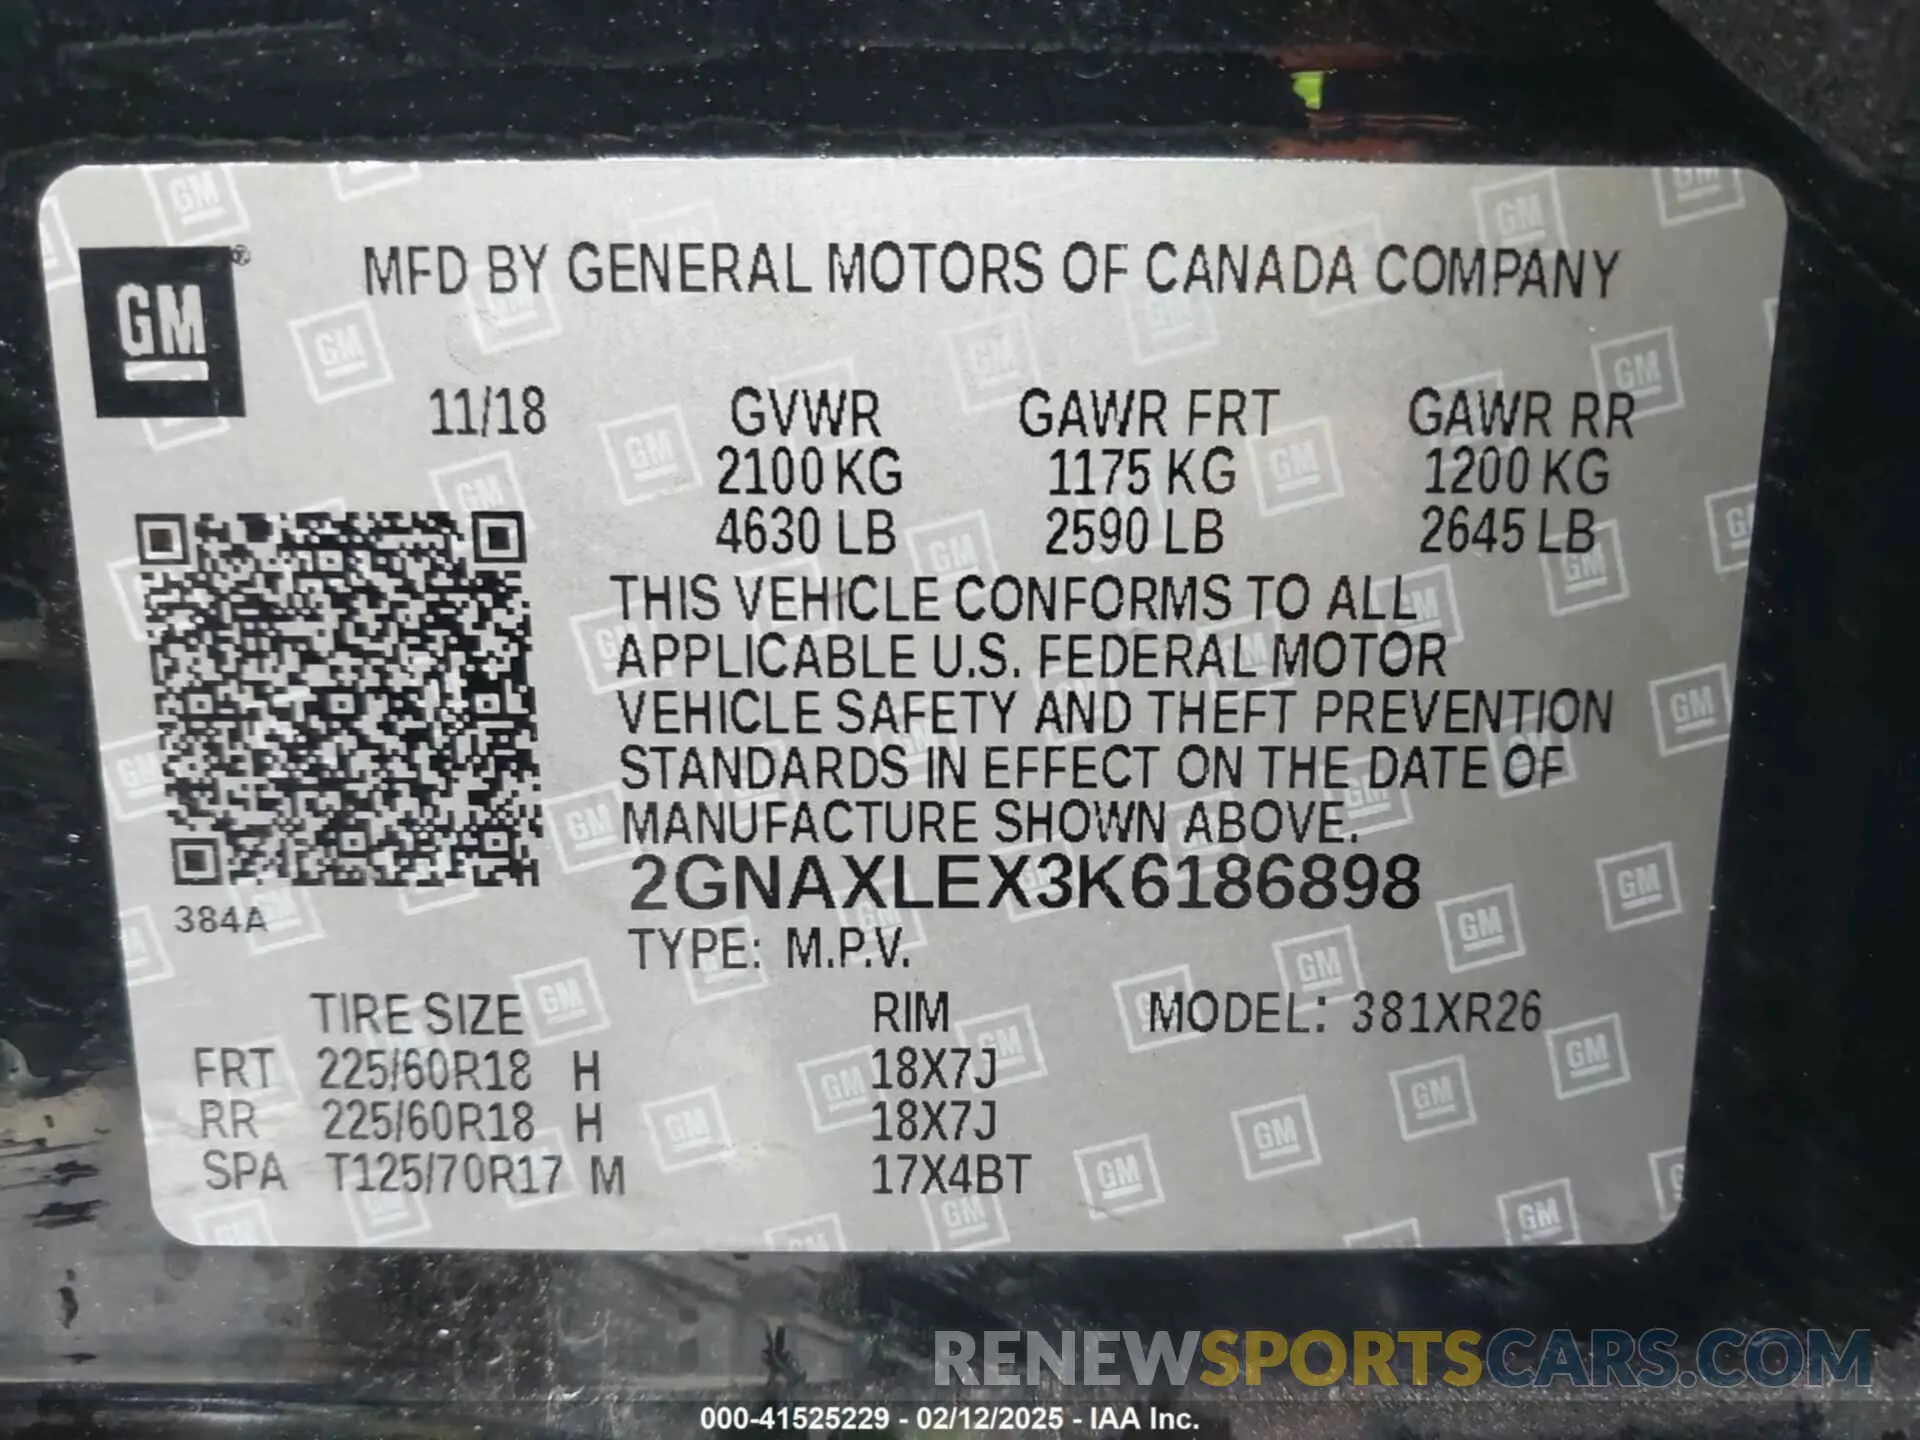 GM®
MFD BY GENERAL MOTORS OF CANADA COMPANY
11/18 GVWR GAWR FRT GAWR RR
2100 KG 1175 KG 1200 KG
4630 LB 2590 LB 2645 LB
THIS VEHICLE CONFORMS TO ALL
APPLICABLE U.S. FEDERAL MOTOR
VEHICLE SAFETY AND THEFT PREVENTION
STANDARDS IN EFFECT ON THE DATE OF
MANUFACTURE SHOWN ABOVE.
2GNAXLEX3K6186898
384A
TYPE: M.P.V.
TIRE SIZE RIM MODEL: 381XR26
FRT 225/60R18 H 18X7J
RR 225/60R18 H 18X7J
SPA T125/70R17 M 17X4BT
RENEWSPORTSCARS.COM
000-41525229 - 02/12/2025 - IAA Inc.